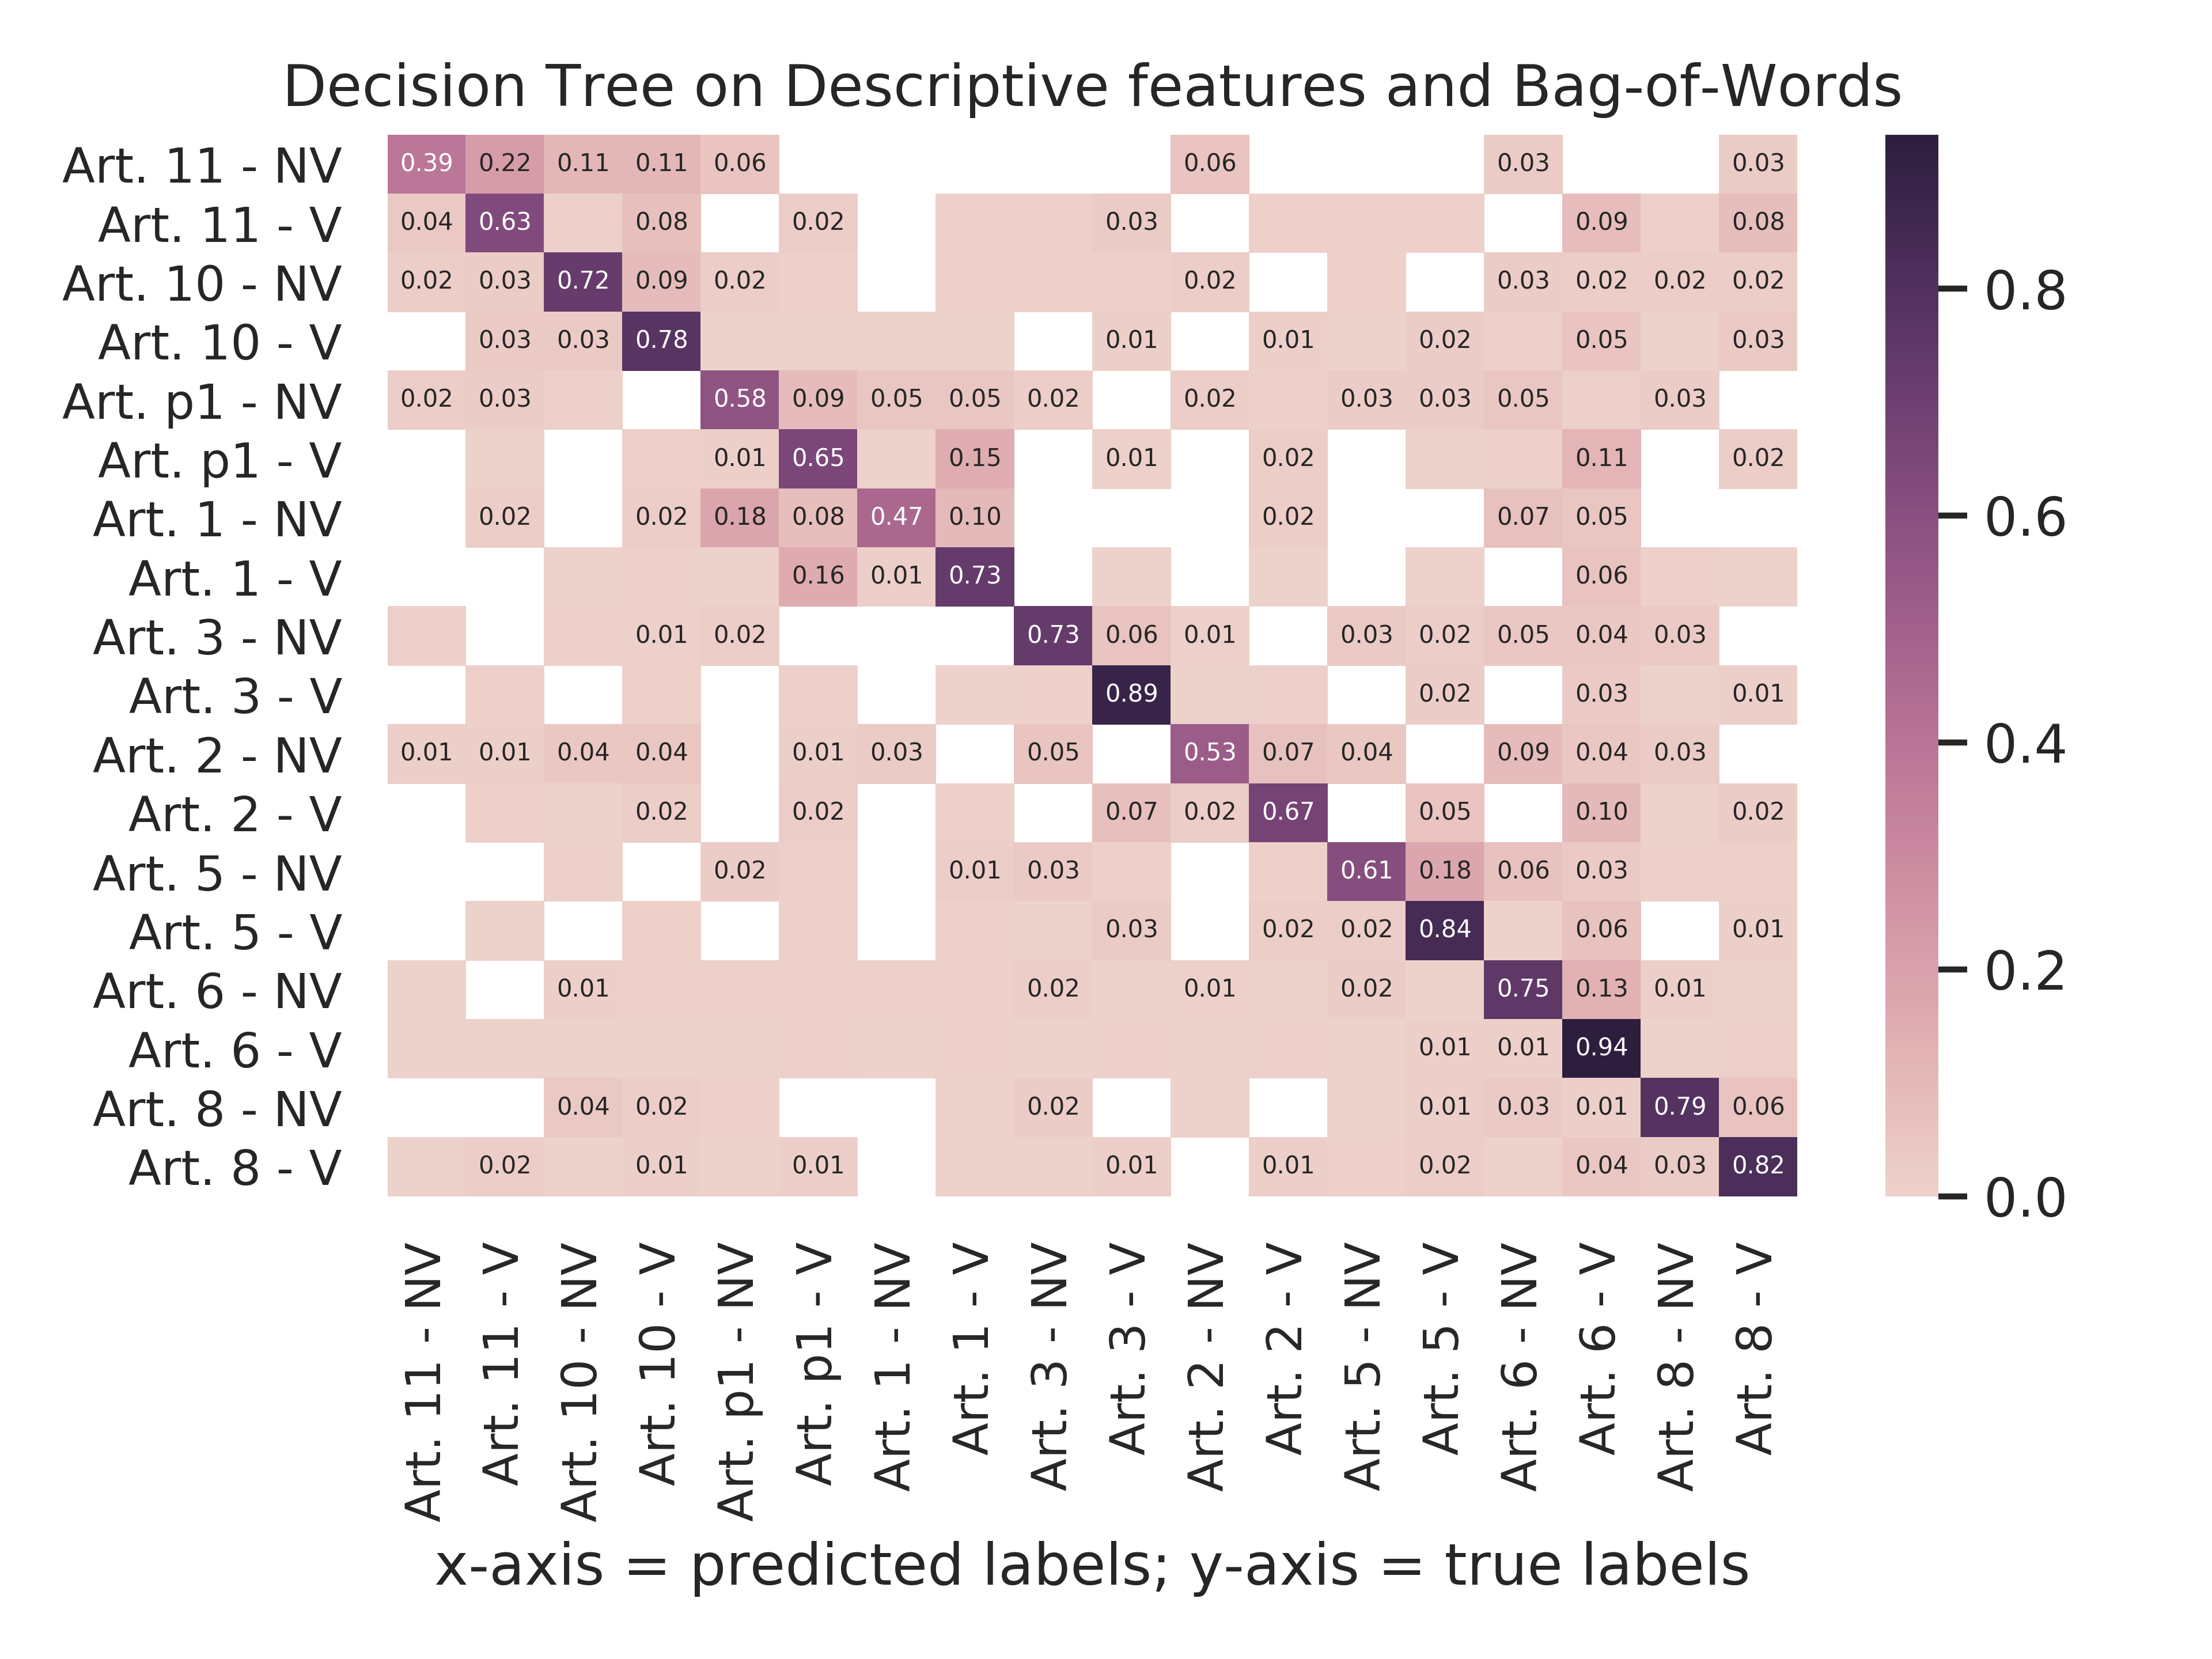 Decision Tree on Descriptive features and Bag-of-Words
Art. 11 - NV 0.39 0.22 0.11 0.11 0.06 0.06 0.03 0.03
Art. 11 - V 0.04 0.63 0.08 0.02 0.03 0.09 0.08
Art. 10 - NV 0.02 0.03 0.72 0.09 0.02 0.02 0.03 0.02 0.02 0.02
Art. 10 - V 0.03 0.03 0.78 0.01 0.01 0.02 0.05 0.03
Art. p1 - NV 0.02 0.03 0.58 0.09 0.05 0.05 0.02 0.02 0.03 0.03 0.05 0.03
Art. p1 - V 0.01 0.65 0.15 0.01 0.02 0.11 0.02
Art. 1 - NV 0.02 0.02 0.18 0.08 0.47 0.10 0.02 0.07 0.05
Art. 1 - V 0.16 0.01 0.73 0.06
Art. 3 - NV 0.01 0.02 0.73 0.06 0.01 0.03 0.02 0.05 0.04 0.03
Art. 3 - V 0.89 0.02 0.03 0.01
Art. 2 - NV 0.01 0.01 0.04 0.04 0.01 0.03 0.05 0.53 0.07 0.04 0.09 0.04 0.03
Art. 2 - V 0.02 0.02 0.07 0.02 0.67 0.05 0.10 0.02
Art. 5 - NV 0.02 0.01 0.03 0.61 0.18 0.06 0.03
Art. 5 - V 0.03 0.02 0.02 0.84 0.06 0.01
Art. 6 - NV 0.01 0.02 0.01 0.02 0.75 0.13 0.01
Art. 6 - V 0.01 0.01 0.94
Art. 8 - NV 0.04 0.02 0.02 0.01 0.03 0.01 0.79 0.06
Art. 8 - V 0.02 0.01 0.01 0.01 0.01 0.02 0.04 0.03 0.82
0.8
0.6
0.4
0.2
0.0
Art. 11 - NV
Art. 11 - V
Art. 10 - NV
Art. 10 - V
Art. p1 - NV
Art. p1 - V
Art. 1 - NV
Art. 1 - V
Art. 3 - NV
Art. 3 - V
Art. 2 - NV
Art. 2 - V
Art. 5 - NV
Art. 5 - V
Art. 6 - NV
Art. 6 - V
Art. 8 - NV
Art. 8 - V
x-axis = predicted labels; y-axis = true labels